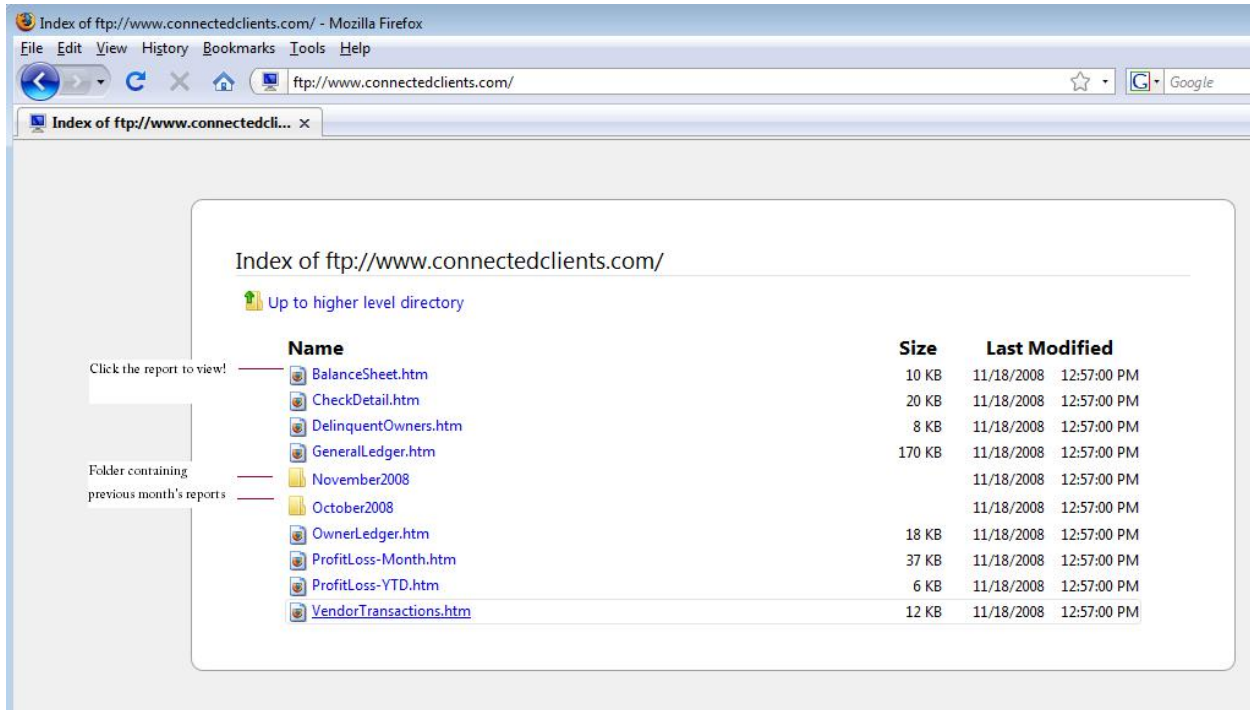 Index of ftp://www.connectedclients.com/ - Mozilla Firefox
File Edit View History Bookmarks Tools Help
ftp://www.connectedclients.com/ G Google
Index of ftp://www.connectedcli... ×
Index of ftp://www.connectedclients.com/
Up to higher level directory
Name Size Last Modified
Click the report to view! BalanceSheet.htm 10 KB 11/18/2008 12:57:00 PM
CheckDetail.htm 20 KB 11/18/2008 12:57:00 PM
DelinquentOwners.htm 8 KB 11/18/2008 12:57:00 PM
GeneralLedger.htm 170 KB 11/18/2008 12:57:00 PM
Folder containing November2008 11/18/2008 12:57:00 PM
previous month's reports October2008 11/18/2008 12:57:00 PM
OwnerLedger.htm 18 KB 11/18/2008 12:57:00 PM
ProfitLoss-Month.htm 37 KB 11/18/2008 12:57:00 PM
ProfitLoss-YTD.htm 6 KB 11/18/2008 12:57:00 PM
VendorTransactions.htm 12 KB 11/18/2008 12:57:00 PM